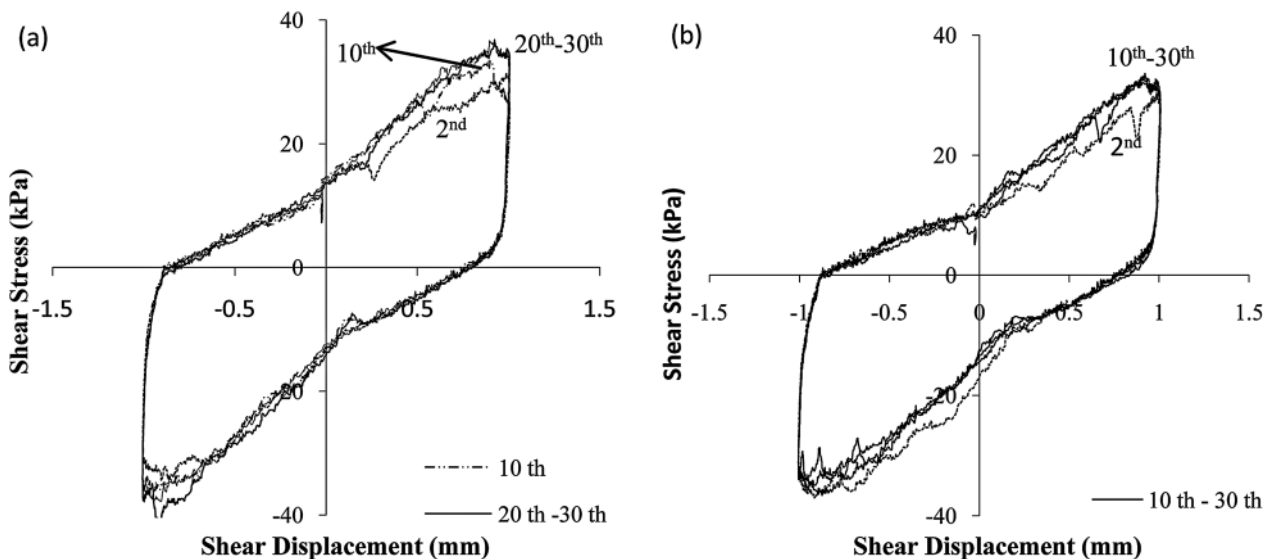 (a)
40
20
0
-20
-40
-1.5
-0.5
0.5
1.5
10th
20th-30th
2nd
10 th
20 th -30 th
Shear Stress (kPa)
Shear Displacement (mm)
(b)
40
20
0
-20
-40
-1.5
-1
-0.5
0
0.5
1
1.5
10th-30th
2nd
10 th - 30 th
Shear Stress (kPa)
Shear Displacement (mm)